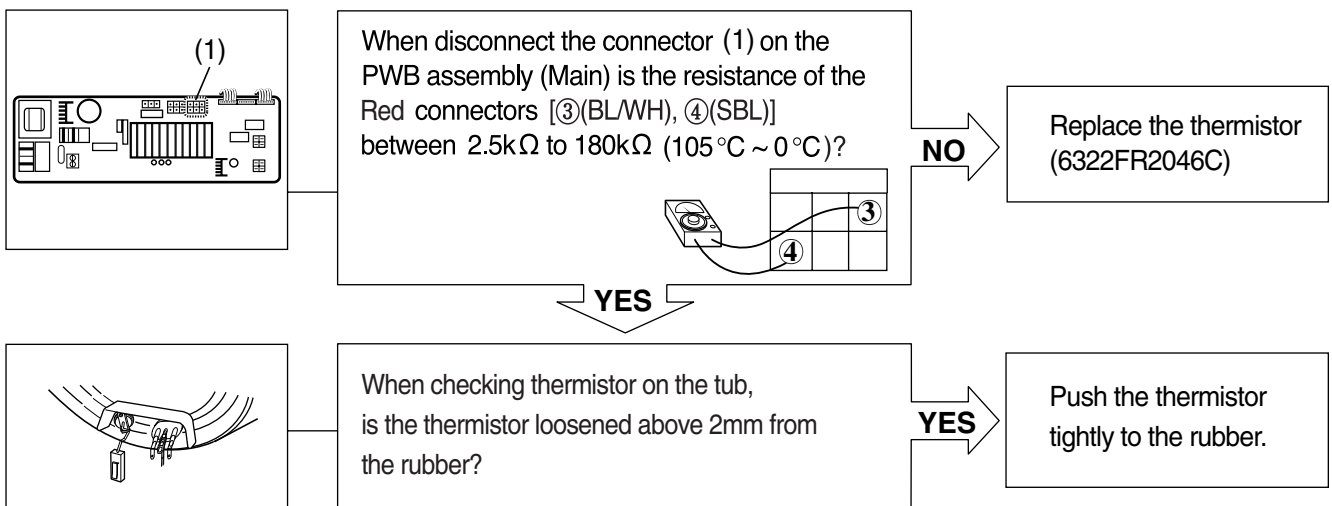 (1)
When disconnect the connector (1) on the
PWB assembly (Main) is the resistance of the
Red connectors [③(BL/WH), ④(SBL)]
between 2.5kΩ to 180kΩ (105°C ~ 0°C)?
③
④
NO
Replace the thermistor
(6322FR2046C)
YES
When checking thermistor on the tub,
is the thermistor loosened above 2mm from
the rubber?
YES
Push the thermistor
tightly to the rubber.